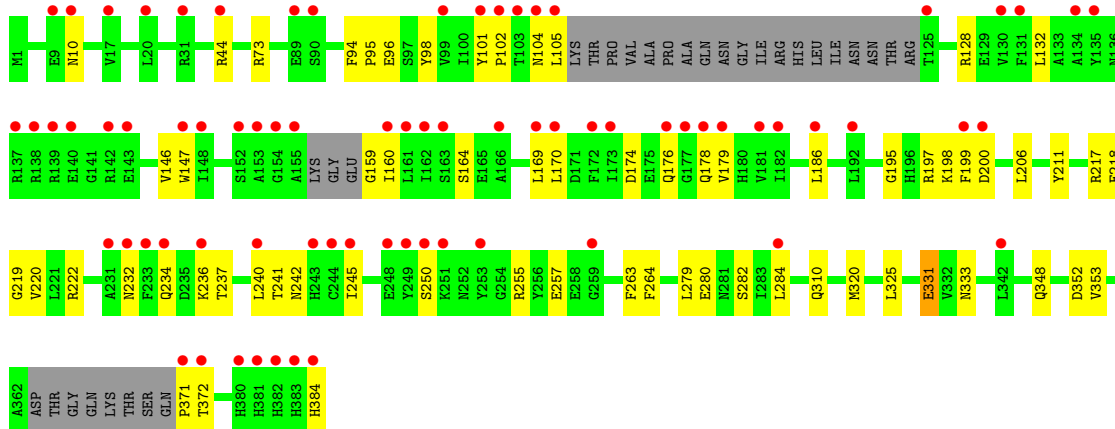 M1 E9 N10 V17 L20 R31 R44 R73 E89 S90 F94 P95 E96 S97 Y98 V99 I100 Y101 P102 T103 N104 L105 LYS THR PRO VAL ALA PRO ALA GLN ASN GLY ILE ARG HIS LEU ILE ASN ASN THR ARG T125 R128 E129 V130 F131 L132 A133 A134 Y135 N136
R137 R138 R139 E140 G141 R142 E143 V146 W147 I148 S152 A153 G154 A155 LYS GLY GLU G159 I160 L161 I162 S163 S164 E165 A166 L169 L170 D171 F172 I173 D174 E175 Q176 G177 Q178 V179 H180 V181 I182 L186 L192 G195 H196 R197 K198 F199 D200 L206 Y211 R217 E218
G219 V220 L221 R222 A231 N232 F233 Q234 D235 K236 T237 L240 T241 N242 H243 C244 I245 E248 Y249 S250 K251 N252 Y253 G254 R255 Y256 E257 E258 G259 F263 F264 L279 E280 N281 S282 I283 L284 Q310 M320 L325 E331 V332 N333 L342 Q348 D352 V353
A362 ASP THR GLY GLN LYS THR SER GLN P371 T372 H380 H381 H382 H383 H384